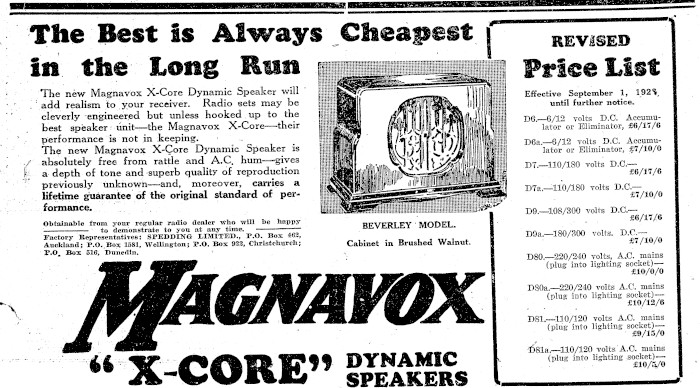 The Best is Always Cheapest
in the Long Run
The new Magnavox X-Core Dynamic Speaker will
add realism to your receiver. Radio sets may be
cleverly engineered but unless hooked up to the
best speaker unit—the Magnavox X-Core—their
performance is not in keeping.
The new Magnavox X-Core Dynamic Speaker is
absolutely free from rattle and A.C. hum—gives
a depth of tone and superb quality of reproduction
previously unknown—and, moreover, carries a
lifetime guarantee of the original standard of per-
formance.
Obtainable from your regular radio dealer who will be happy
to demonstrate to you at any time.
Factory Representatives: SPEDDING LIMITED, P.O. Box 462,
Auckland; P.O. Box 1581, Wellington; P.O. Box 923, Christchurch;
P.O. Box 516, Dunedin.
BEVERLEY MODEL.
Cabinet in Brushed Walnut.
MAGNAVOX
"X-CORE" DYNAMIC
SPEAKERS
REVISED
Price List
Effective September 1, 1928,
until further notice.
D6.—6/12 volts D.C. Accumu-
lator or Eliminator, £6/17/6
D6a.—6/12 volts D.C. Accumu-
lator or Eliminator, £7/10/0
D7.—110/180 volts D.C.—
£6/17/6
D7a.—110/180 volts D.C.—
£7/10/0
D9.—108/300 volts D.C.—
£6/17/6
D9a.—180/300 volts. D.C.—
£7/10/0
D80.—220/240 volts, A.C. mains
(plug into lighting socket)—
£10/0/0
D80a.—220/240 volts, A.C. mains
(plug into lighting socket)—
£10/12/6
D81.—110/120 volts, A.C. mains
(plug into lighting socket)—
£9/15/0
D81a.—110/120 volts, A.C. mains
(plug into lighting socket)—
£10/5/0